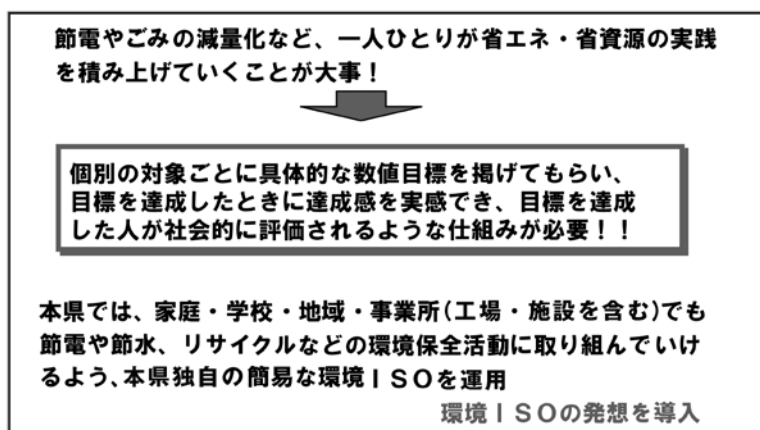 節電やごみの減量化など、一人ひとりが省エネ・省資源の実践
を積み上げていくことが大事！
個別の対象ごとに具体的な数値目標を掲げてもらい、
目標を達成したときに達成感を実感でき、目標を達成
した人が社会的に評価されるような仕組みが必要！！
本県では、家庭・学校・地域・事業所(工場・施設を含む)でも
節電や節水、リサイクルなどの環境保全活動に取り組んでいけ
るよう、本県独自の簡易な環境ＩＳＯを運用
環境ＩＳＯの発想を導入